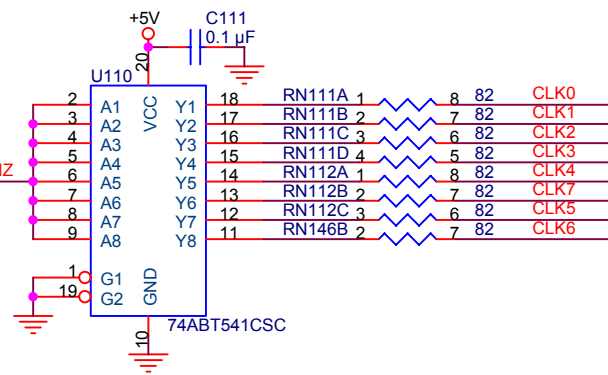 +5V
C111
0.1 µF
20
U110
VCC
2 A1 Y1 18 RN111A 1 8 82 CLK0
3 A2 Y2 17 RN111B 2 7 82 CLK1
4 A3 Y3 16 RN111C 3 6 82 CLK2
5 A4 Y4 15 RN111D 4 5 82 CLK3
6 A5 Y5 14 RN112A 1 8 82 CLK4
7 A6 Y6 13 RN112B 2 7 82 CLK7
8 A7 Y7 12 RN112C 3 6 82 CLK5
9 A8 Y8 11 RN146B 2 7 82 CLK6
1 G1
19 G2
GND
74ABT541CSC
10